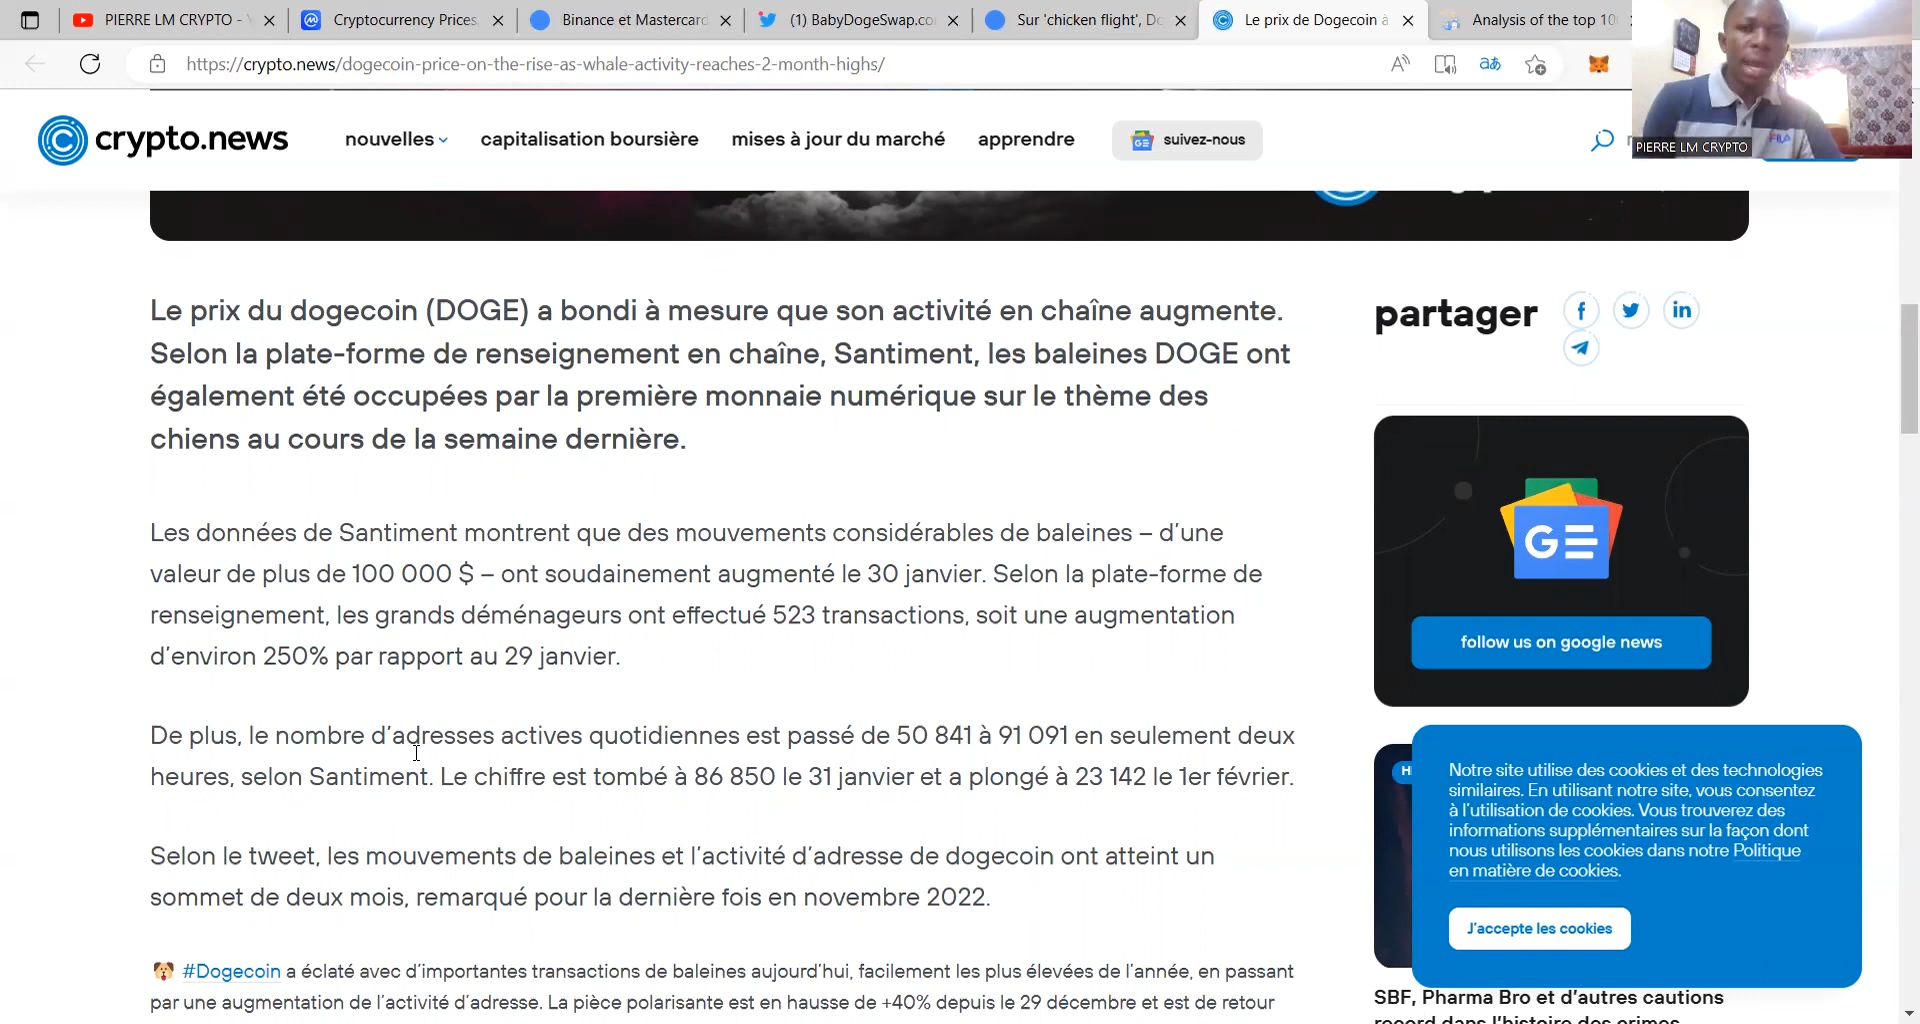 PIERRE LM CRYPTO -
Cryptocurrency Prices,
Binance et Mastercard
(1) BabyDogeSwap.co
Sur 'chicken flight', Do
Le prix de Dogecoin à
Analysis of the top 10
https://crypto.news/dogecoin-price-on-the-rise-as-whale-activity-reaches-2-month-highs/
aあ
crypto.news
nouvelles
capitalisation boursière
mises à jour du marché
apprendre
GE suivez-nous
FILA
PIERRE LM CRYPTO
Le prix du dogecoin (DOGE) a bondi à mesure que son activité en chaîne augmente.
Selon la plate-forme de renseignement en chaîne, Santiment, les baleines DOGE ont
également été occupées par la première monnaie numérique sur le thème des
chiens au cours de la semaine dernière.
Les données de Santiment montrent que des mouvements considérables de baleines – d'une
valeur de plus de 100 000 $ – ont soudainement augmenté le 30 janvier. Selon la plate-forme de
renseignement, les grands déménageurs ont effectué 523 transactions, soit une augmentation
d'environ 250% par rapport au 29 janvier.
De plus, le nombre d'adresses actives quotidiennes est passé de 50 841 à 91 091 en seulement deux
heures, selon Santiment. Le chiffre est tombé à 86 850 le 31 janvier et a plongé à 23 142 le 1er février.
Selon le tweet, les mouvements de baleines et l'activité d'adresse de dogecoin ont atteint un
sommet de deux mois, remarqué pour la dernière fois en novembre 2022.
#Dogecoin a éclaté avec d'importantes transactions de baleines aujourd'hui, facilement les plus élevées de l'année, en passant
par une augmentation de l'activité d'adresse. La pièce polarisante est en hausse de +40% depuis le 29 décembre et est de retour
partager
GE
follow us on google news
Notre site utilise des cookies et des technologies
similaires. En utilisant notre site, vous consentez
à l'utilisation de cookies. Vous trouverez des
informations supplémentaires sur la façon dont
nous utilisons les cookies dans notre Politique
en matière de cookies.
J'accepte les cookies
SBF, Pharma Bro et d'autres cautions
record dans l'histoire des crimes